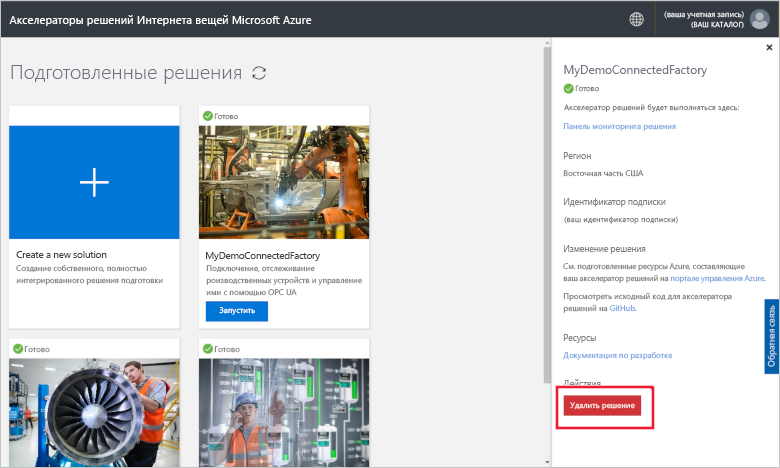 Акселераторы решений Интернета вещей Microsoft Azure
(ваша учетная запись)
(ВАШ КАТАЛОГ)
Подготовленные решения
Create a new solution
Создание собственного, полностью
интегрированного решения подготовки
Готово
MyDemoConnectedFactory
Подключение, отслеживание
роизводственных устройств и управление
ими с помощью OPC UA
Запустить
Готово
Готово
MyDemoConnectedFactory
Готово
Акселератор решений будет выполняться здесь:
Панель мониторинга решения
Регион
Восточная часть США
Идентификатор подписки
(ваш идентификатор подписки)
Изменение решения
См. подготовленные ресурсы Azure, составляющие
ваш акселератор решений на портале управления Azure.
Просмотреть исходный код для акселератора
решений на GitHub.
Ресурсы
Документация по разработке
Действия
Удалить решение
Обратная связь